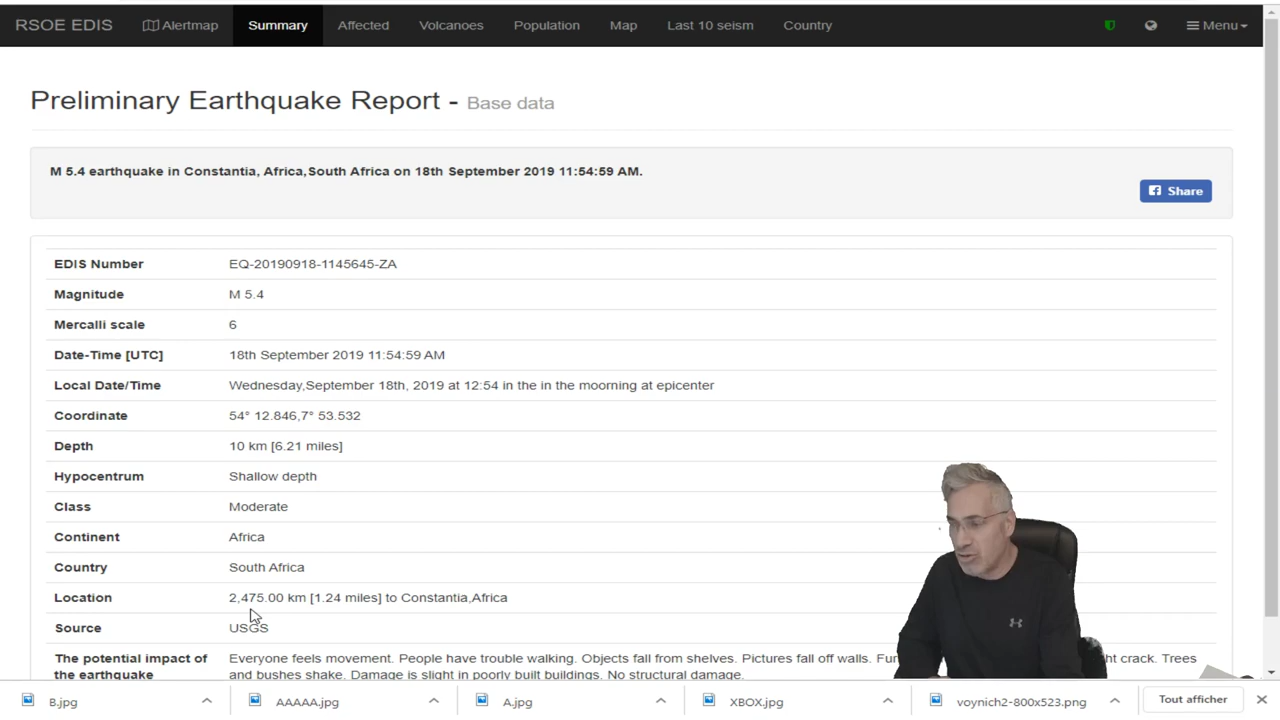 RSOE EDIS Alertmap Summary Affected Volcanoes Population Map Last 10 seism Country Menu
Preliminary Earthquake Report - Base data
M 5.4 earthquake in Constantia, Africa,South Africa on 18th September 2019 11:54:59 AM.
Share
EDIS Number EQ-20190918-1145645-ZA
Magnitude M 5.4
Mercalli scale 6
Date-Time [UTC] 18th September 2019 11:54:59 AM
Local Date/Time Wednesday,September 18th, 2019 at 12:54 in the in the moorning at epicenter
Coordinate 54° 12.846,7° 53.532
Depth 10 km [6.21 miles]
Hypocentrum Shallow depth
Class Moderate
Continent Africa
Country South Africa
Location 2,475.00 km [1.24 miles] to Constantia,Africa
Source USGS
The potential impact of Everyone feels movement. People have trouble walking. Objects fall from shelves. Pictures fall off walls. crack. Trees
the earthquake and bushes shake. Damage is slight in poorly built buildings. No structural damage.
B.jpg AAAAA.jpg A.jpg XBOX.jpg voynich2-800x523.png Tout afficher